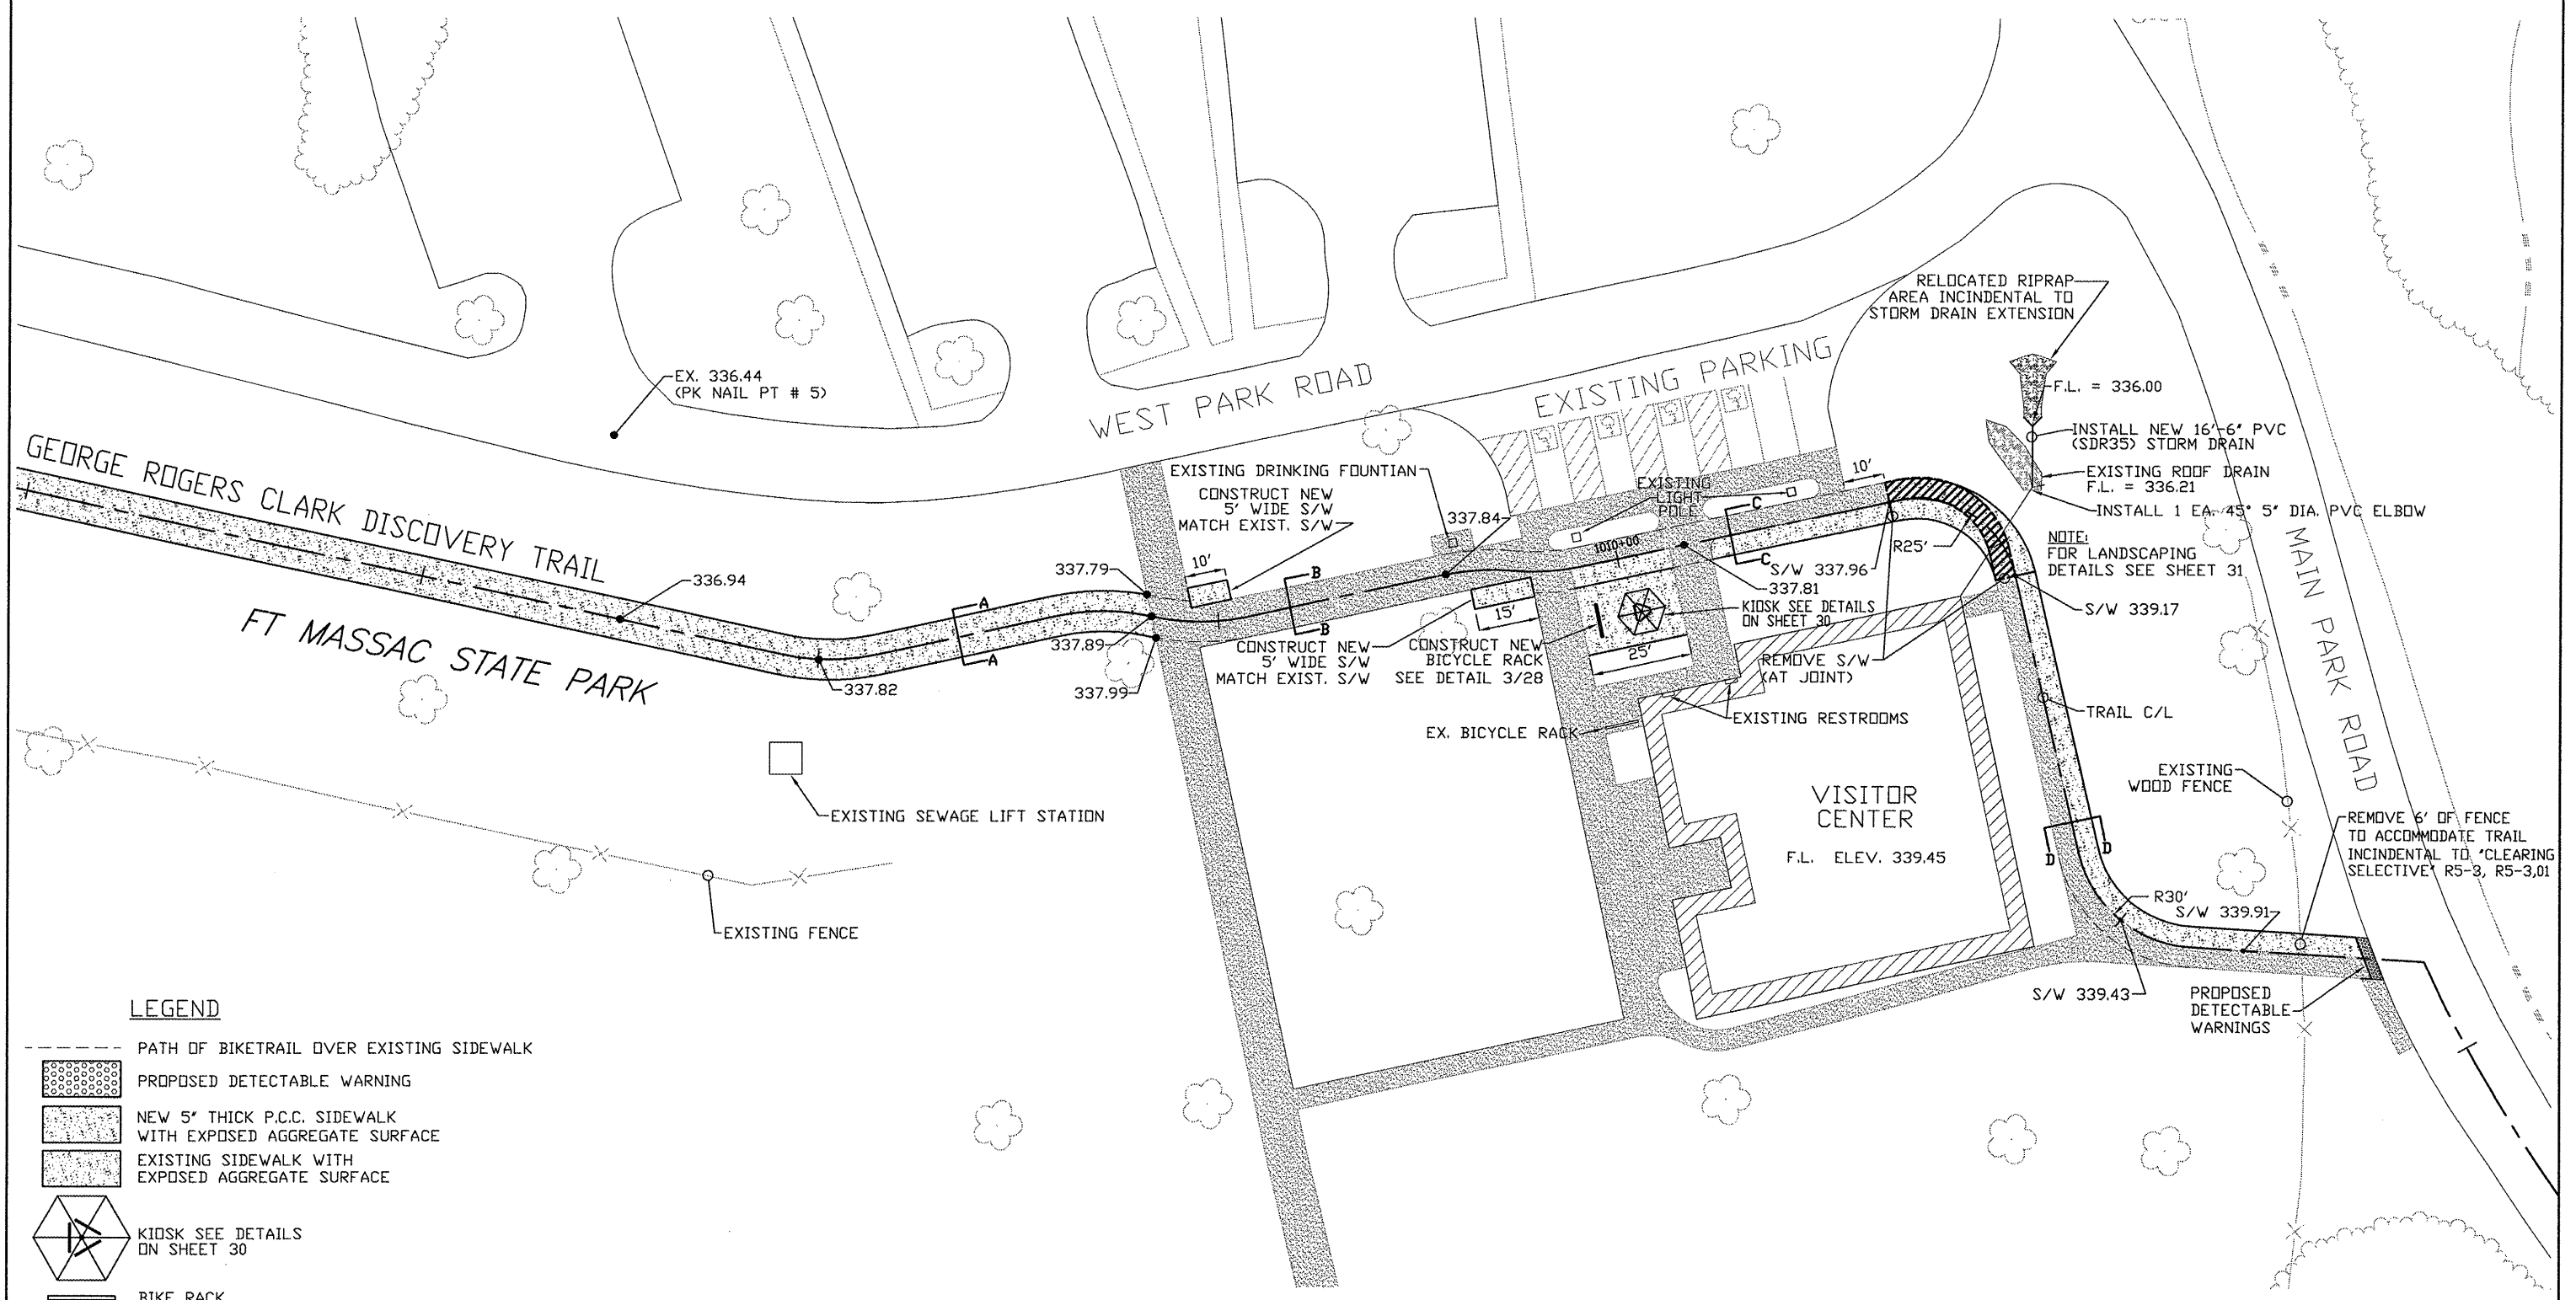 RELOCATED RIPRAP
AREA INCINDENTAL TO
STORM DRAIN EXTENSION
EX. 336.44
(PK NAIL PT # 5)
WEST PARK ROAD
EXISTING PARKING
F.L. = 336.00
INSTALL NEW 16'-6" PVC
(SDR35) STORM DRAIN
EXISTING ROOF DRAIN
F.L. = 336.21
INSTALL 1 EA. 45° 5" DIA. PVC ELBOW
NOTE:
FOR LANDSCAPING
DETAILS SEE SHEET 31
GEORGE ROGERS CLARK DISCOVERY TRAIL
FT MASSAC STATE PARK
EXISTING DRINKING FOUNTIAN
CONSTRUCT NEW
5' WIDE S/W
MATCH EXIST. S/W
10'
337.84
EXISTING
LIGHT
POLE
1010+00
10'
C
C
R25'
S/W 337.96
337.81
S/W 339.17
336.94
337.79
337.89
337.99
337.82
A
A
B
B
15'
25'
CONSTRUCT NEW
5' WIDE S/W
MATCH EXIST. S/W
CONSTRUCT NEW
BICYCLE RACK
SEE DETAIL 3/28
KIOSK SEE DETAILS
ON SHEET 30
REMOVE S/W
(AT JOINT)
EXISTING RESTROOMS
EX. BICYCLE RACK
TRAIL C/L
MAIN PARK ROAD
EXISTING
WOOD FENCE
VISITOR
CENTER
F.L. ELEV. 339.45
REMOVE 6' OF FENCE
TO ACCOMMODATE TRAIL
INCINDENTAL TO "CLEARING
SELECTIVE" R5-3, R5-3,01
D
D
R30'
S/W 339.91
S/W 339.43
PROPOSED
DETECTABLE
WARNINGS
EXISTING SEWAGE LIFT STATION
EXISTING FENCE
LEGEND
PATH OF BIKETRAIL OVER EXISTING SIDEWALK
PROPOSED DETECTABLE WARNING
NEW 5" THICK P.C.C. SIDEWALK
WITH EXPOSED AGGREGATE SURFACE
EXISTING SIDEWALK WITH
EXPOSED AGGREGATE SURFACE
KIOSK SEE DETAILS
ON SHEET 30
BIKE RACK